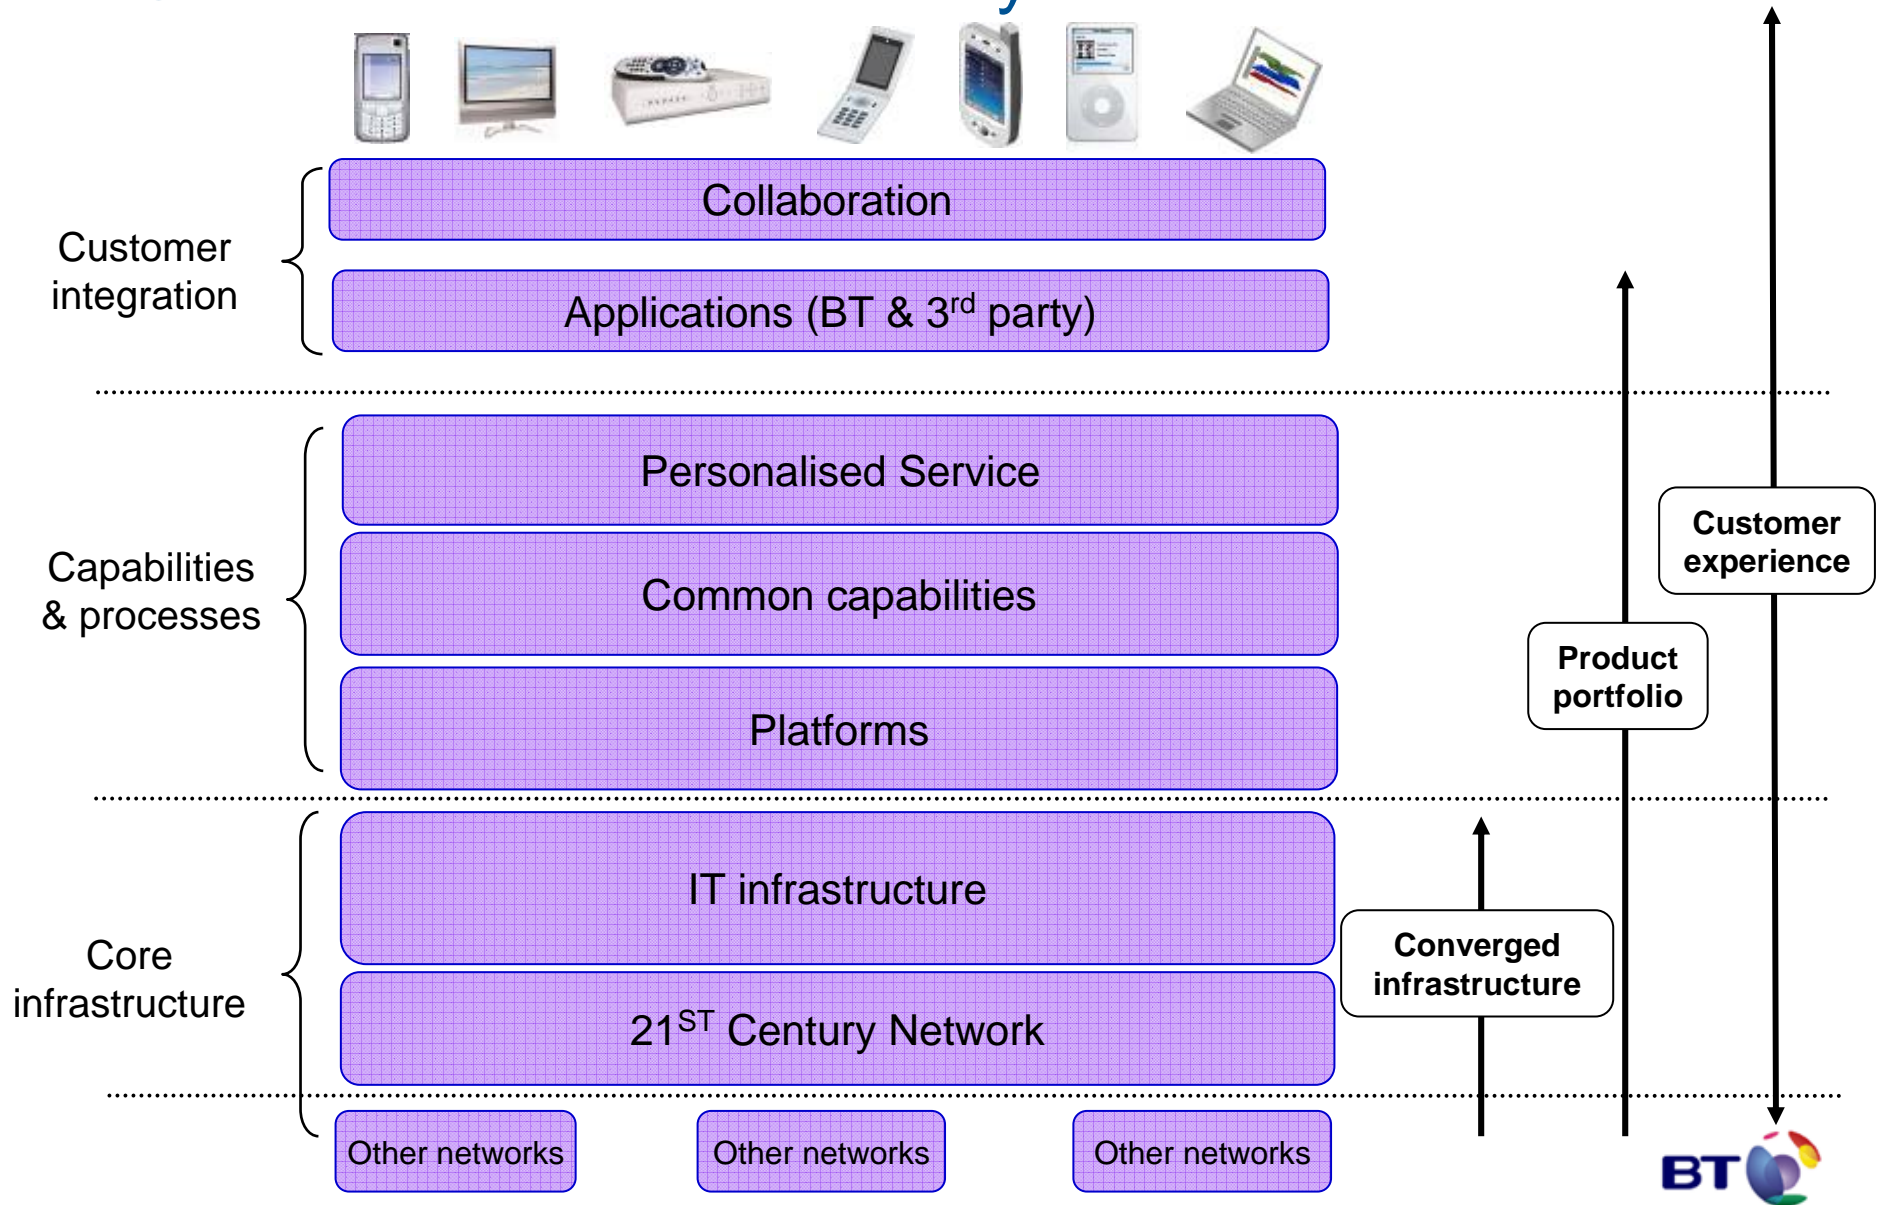 Collaboration
Customer
integration
Applications (BT & 3rd party)
Personalised Service
Customer
experience
Capabilities
& processes
Common capabilities
Product
portfolio
Platforms
IT infrastructure
Core
infrastructure
Converged
infrastructure
21ST Century Network
Other networks
Other networks
Other networks
BT